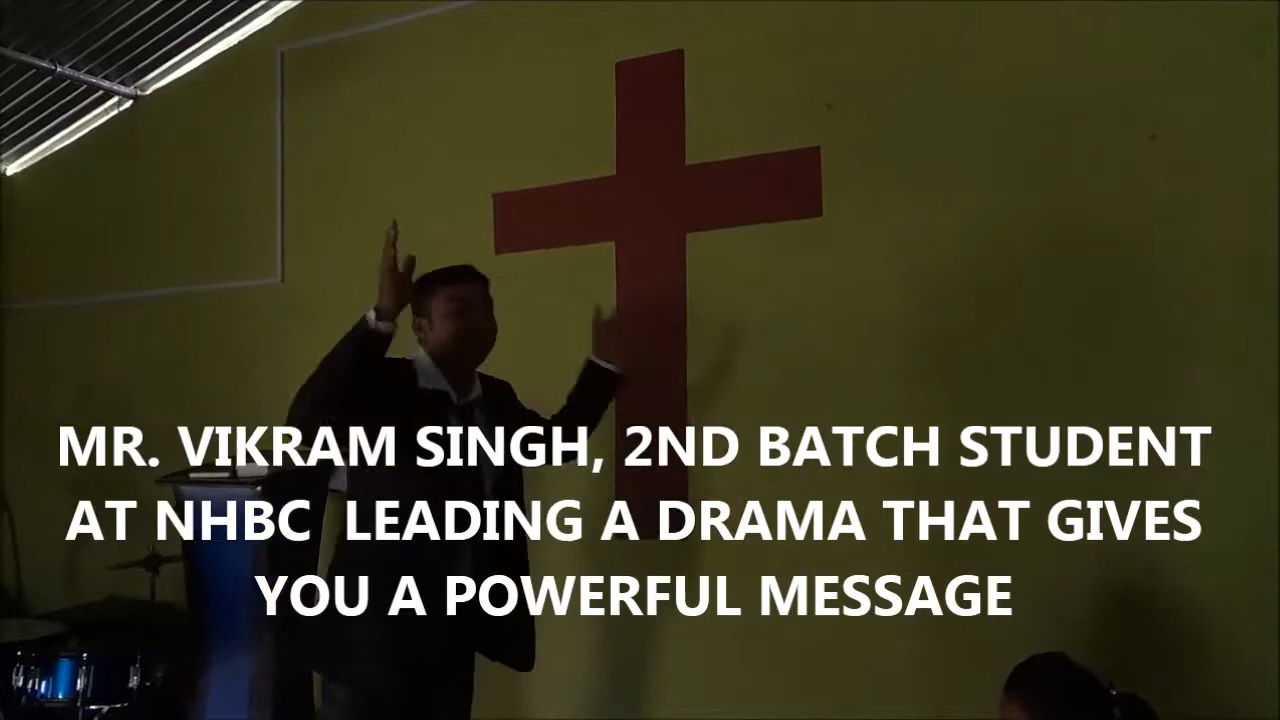 MR. VIKRAM SINGH, 2ND BATCH STUDENT
AT NHBC LEADING A DRAMA THAT GIVES
YOU A POWERFUL MESSAGE